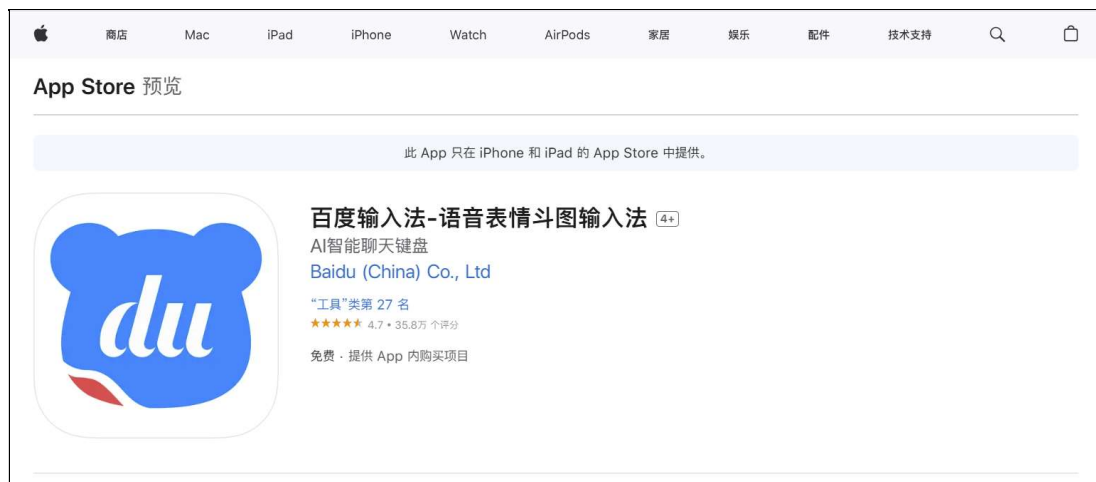 商店 Mac iPad iPhone Watch AirPods 家居 娱乐 配件 技术支持
App Store 预览
此 App 只在 iPhone 和 iPad 的 App Store 中提供。
百度输入法-语音表情斗图输入法 4+
AI智能聊天键盘
Baidu (China) Co., Ltd
“工具”类第 27 名
★★★★★ 4.7 • 35.8万 个评分
免费 · 提供 App 内购买项目
du